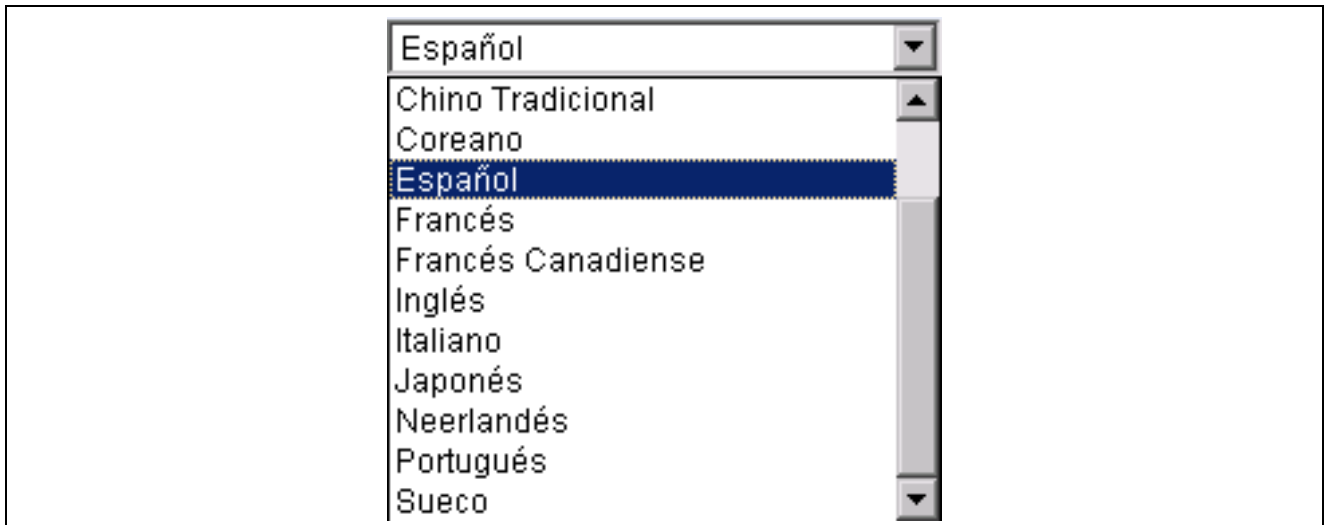 Español
Chino Tradicional
Coreano
Español
Francés
Francés Canadiense
Inglés
Italiano
Japonés
Neerlandés
Portugués
Sueco